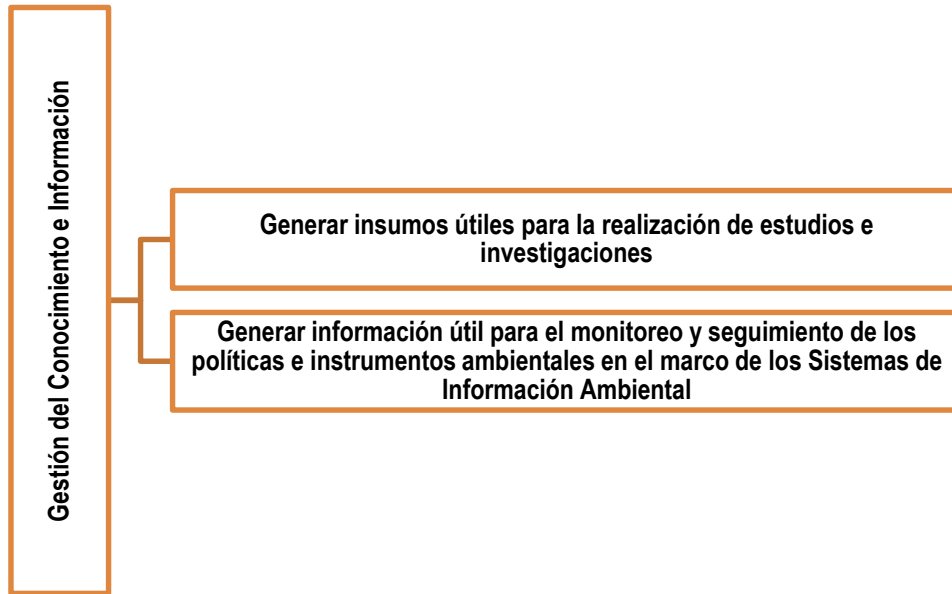 Gestión del Conocimiento e Información
Generar insumos útiles para la realización de estudios e
investigaciones
Generar información útil para el monitoreo y seguimiento de los
políticas e instrumentos ambientales en el marco de los Sistemas de
Información Ambiental